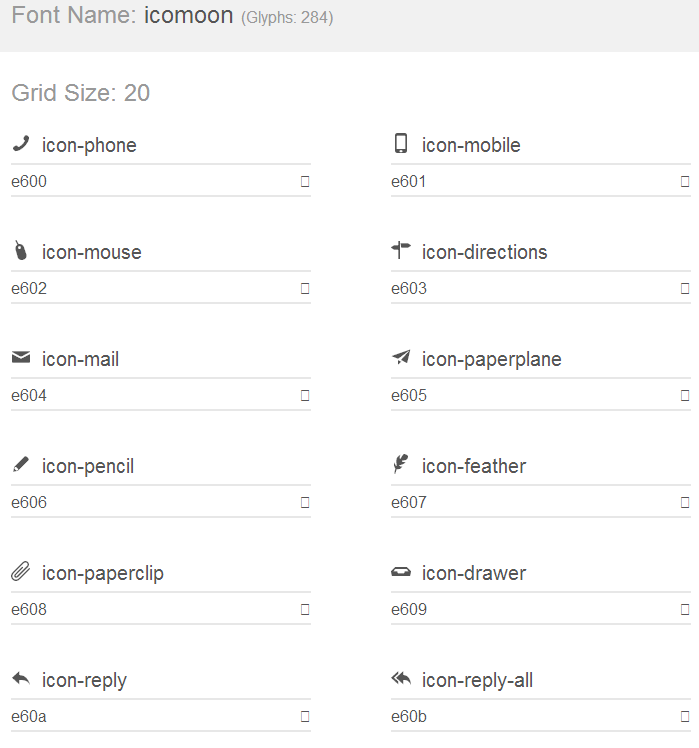 Font Name: icomoon (Glyphs: 284)
Grid Size: 20
icon-phone
icon-mobile
e600
e601
icon-mouse
icon-directions
e602
e603
icon-mail
icon-paperplane
e604
e605
icon-pencil
icon-feather
e606
e607
icon-paperclip
icon-drawer
e608
e609
icon-reply
icon-reply-all
e60a
e60b